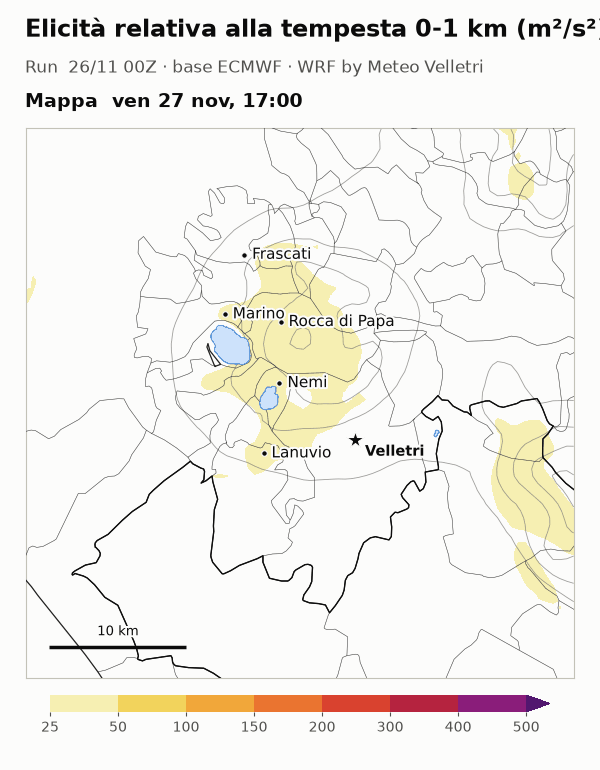 Elicità relativa alla tempesta 0-1 km (m²/s²)
Run  26/11 00Z · base ECMWF · WRF by Meteo Velletri
Mappa  ven 27 nov, 17:00
Frascati
Marino
Rocca di Papa
Nemi
Velletri
Lanuvio
10 km
25 50 100 150 200 250 300 400 500